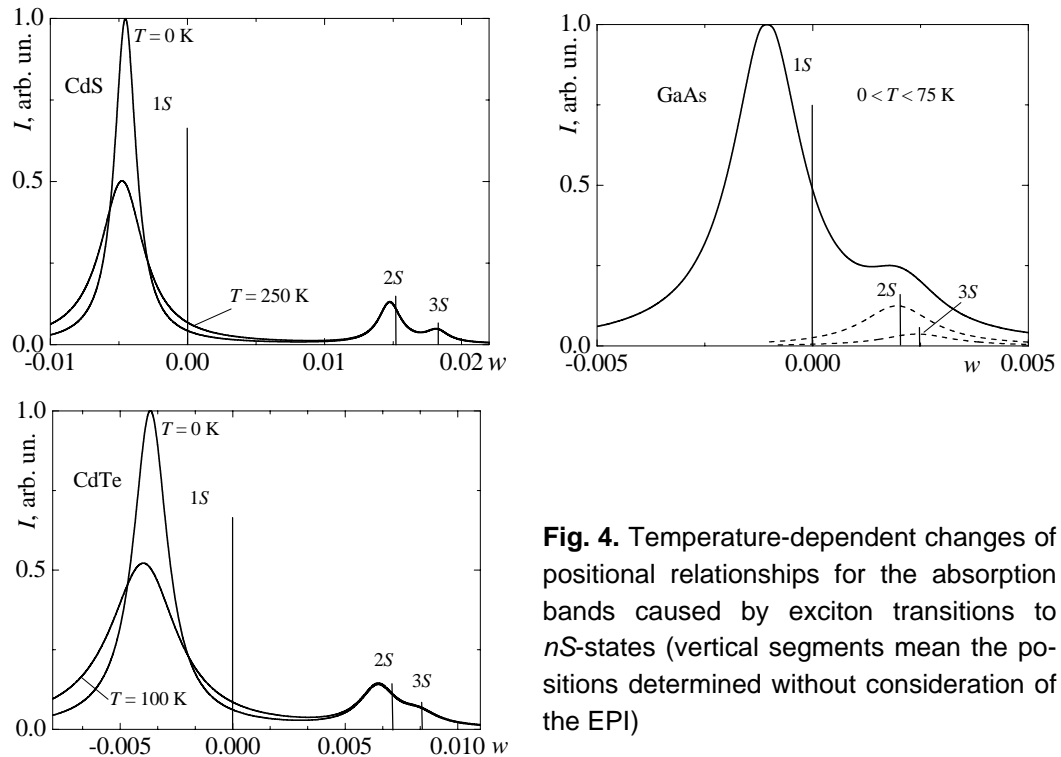 1.0
T = 0 K
CdS
1S
I, arb. un.
0.5
T = 250 K
2S
3S
0.0
-0.010
0.00
0.01
0.02 w
1.0
1S
GaAs
0 < T < 75 K
I, arb. un.
0.5
2S
3S
0.0
-0.005
0.000
w
0.005
1.0
T = 0 K
CdTe
1S
I, arb. un.
0.5
T = 100 K
2S
3S
0.0
-0.005
0.000
0.005
0.010 w
Fig. 4. Temperature-dependent changes of
positional relationships for the absorption
bands caused by exciton transitions to
nS-states (vertical segments mean the po-
sitions determined without consideration of
the EPI)